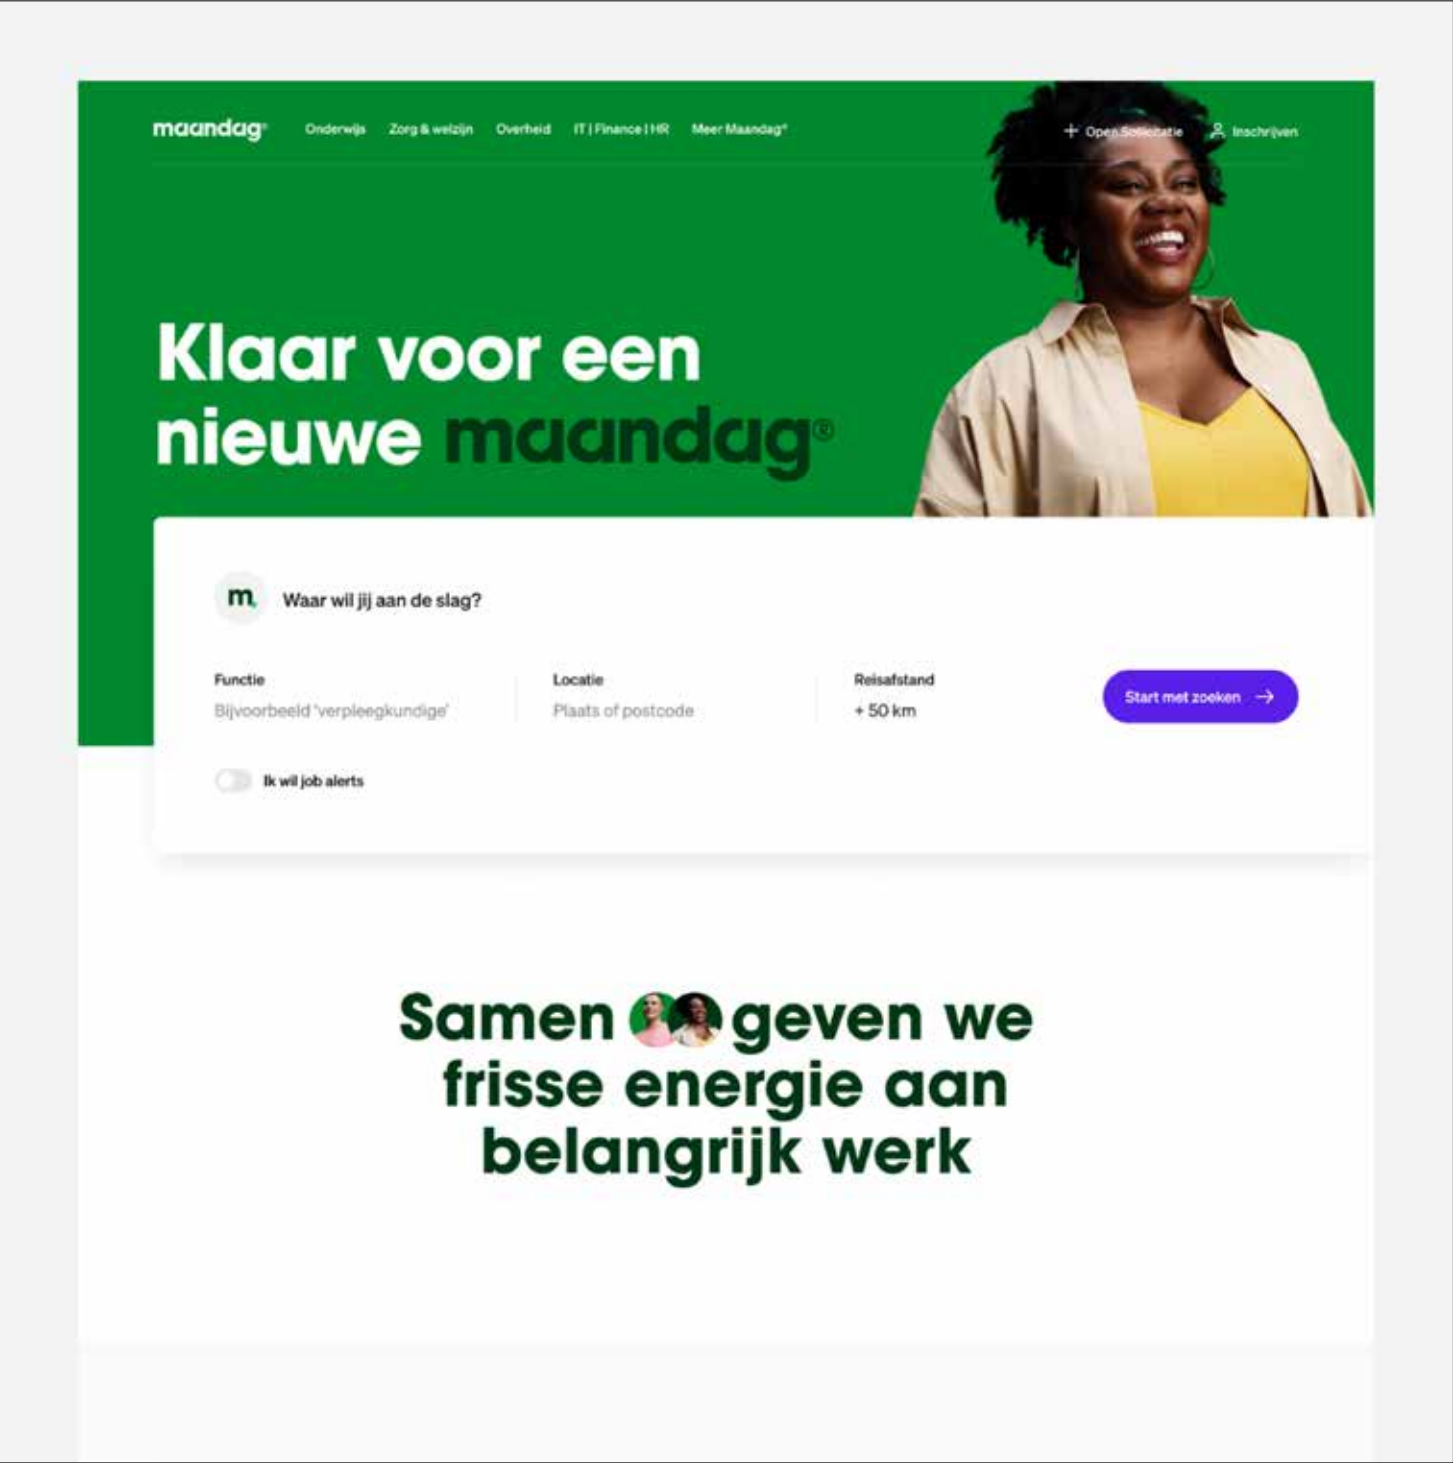 maandag®
Onderwijs Zorg & welzijn Overheid IT | Finance | HR Meer Maandag®
+ Open Sollicitatie Inschrijven
Klaar voor een
nieuwe maandag®
m.
Waar wil jij aan de slag?
Functie
Bijvoorbeeld 'verpleegkundige'
Locatie
Plaats of postcode
Reisafstand
+ 50 km
Start met zoeken →
Ik wil job alerts
Samen geven we
frisse energie aan
belangrijk werk